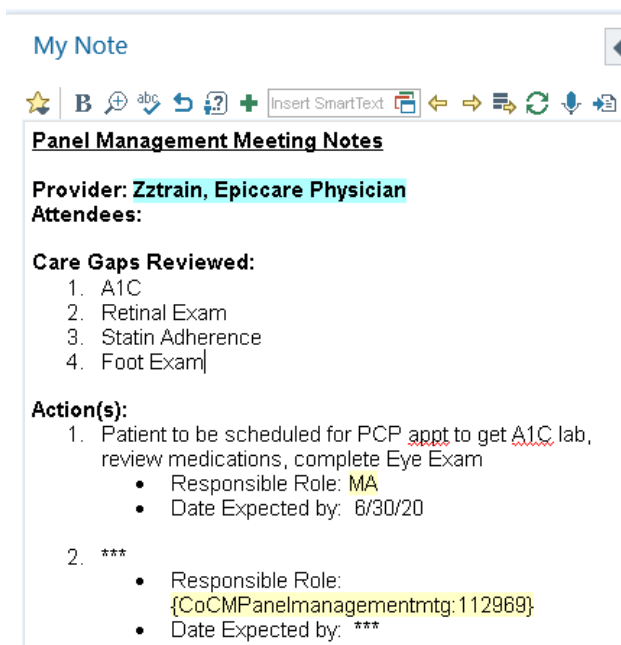 My Note
B abc Insert SmartText
Panel Management Meeting Notes
Provider: Zztrain, Epiccare Physician
Attendees:
Care Gaps Reviewed:
1. A1C
2. Retinal Exam
3. Statin Adherence
4. Foot Exam
Action(s):
1. Patient to be scheduled for PCP appt to get A1C lab,
review medications, complete Eye Exam
• Responsible Role: MA
• Date Expected by: 6/30/20
2. ***
• Responsible Role:
{CoCMPanelmanagementmtg:112969}
• Date Expected by: ***